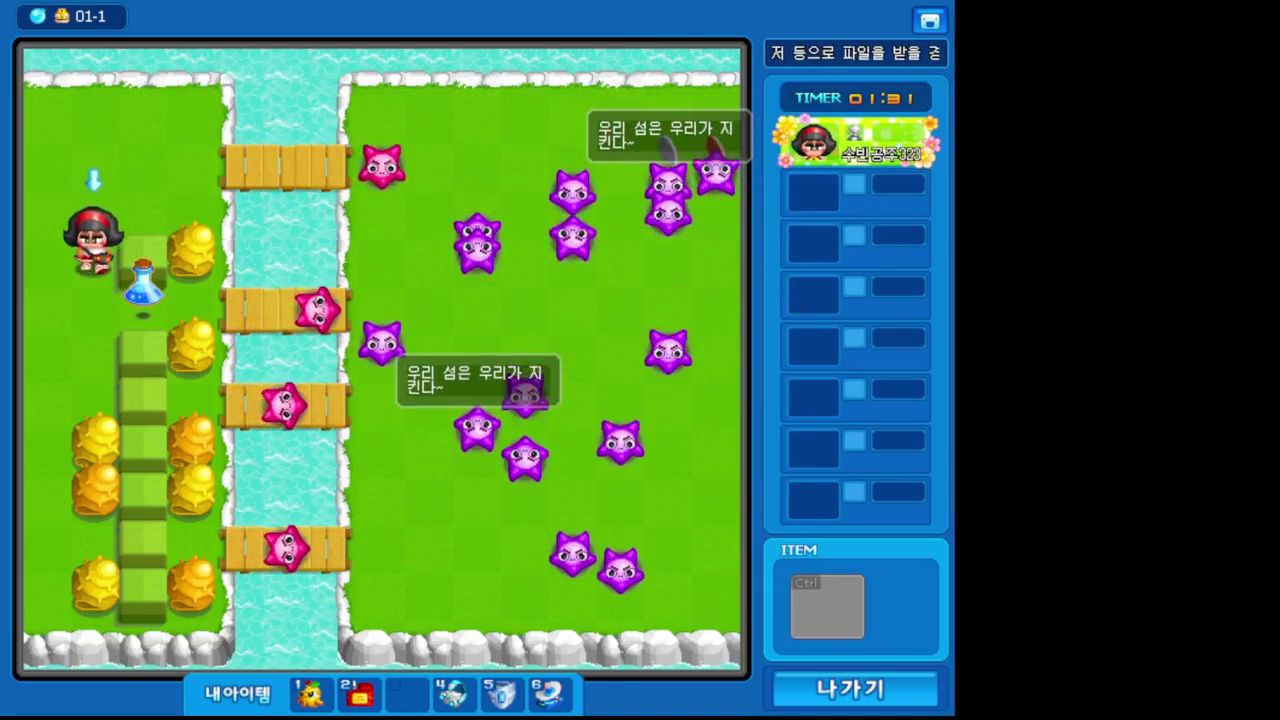 01-1
저 등으로 파일을 받을 경
TIMER 01:31
수빈공주323
우리 섬은 우리가 지
킨다~
우리 섬은 우리가 지
킨다~
ITEM
Ctrl
내아이템 1 2 4 5 6
나가기